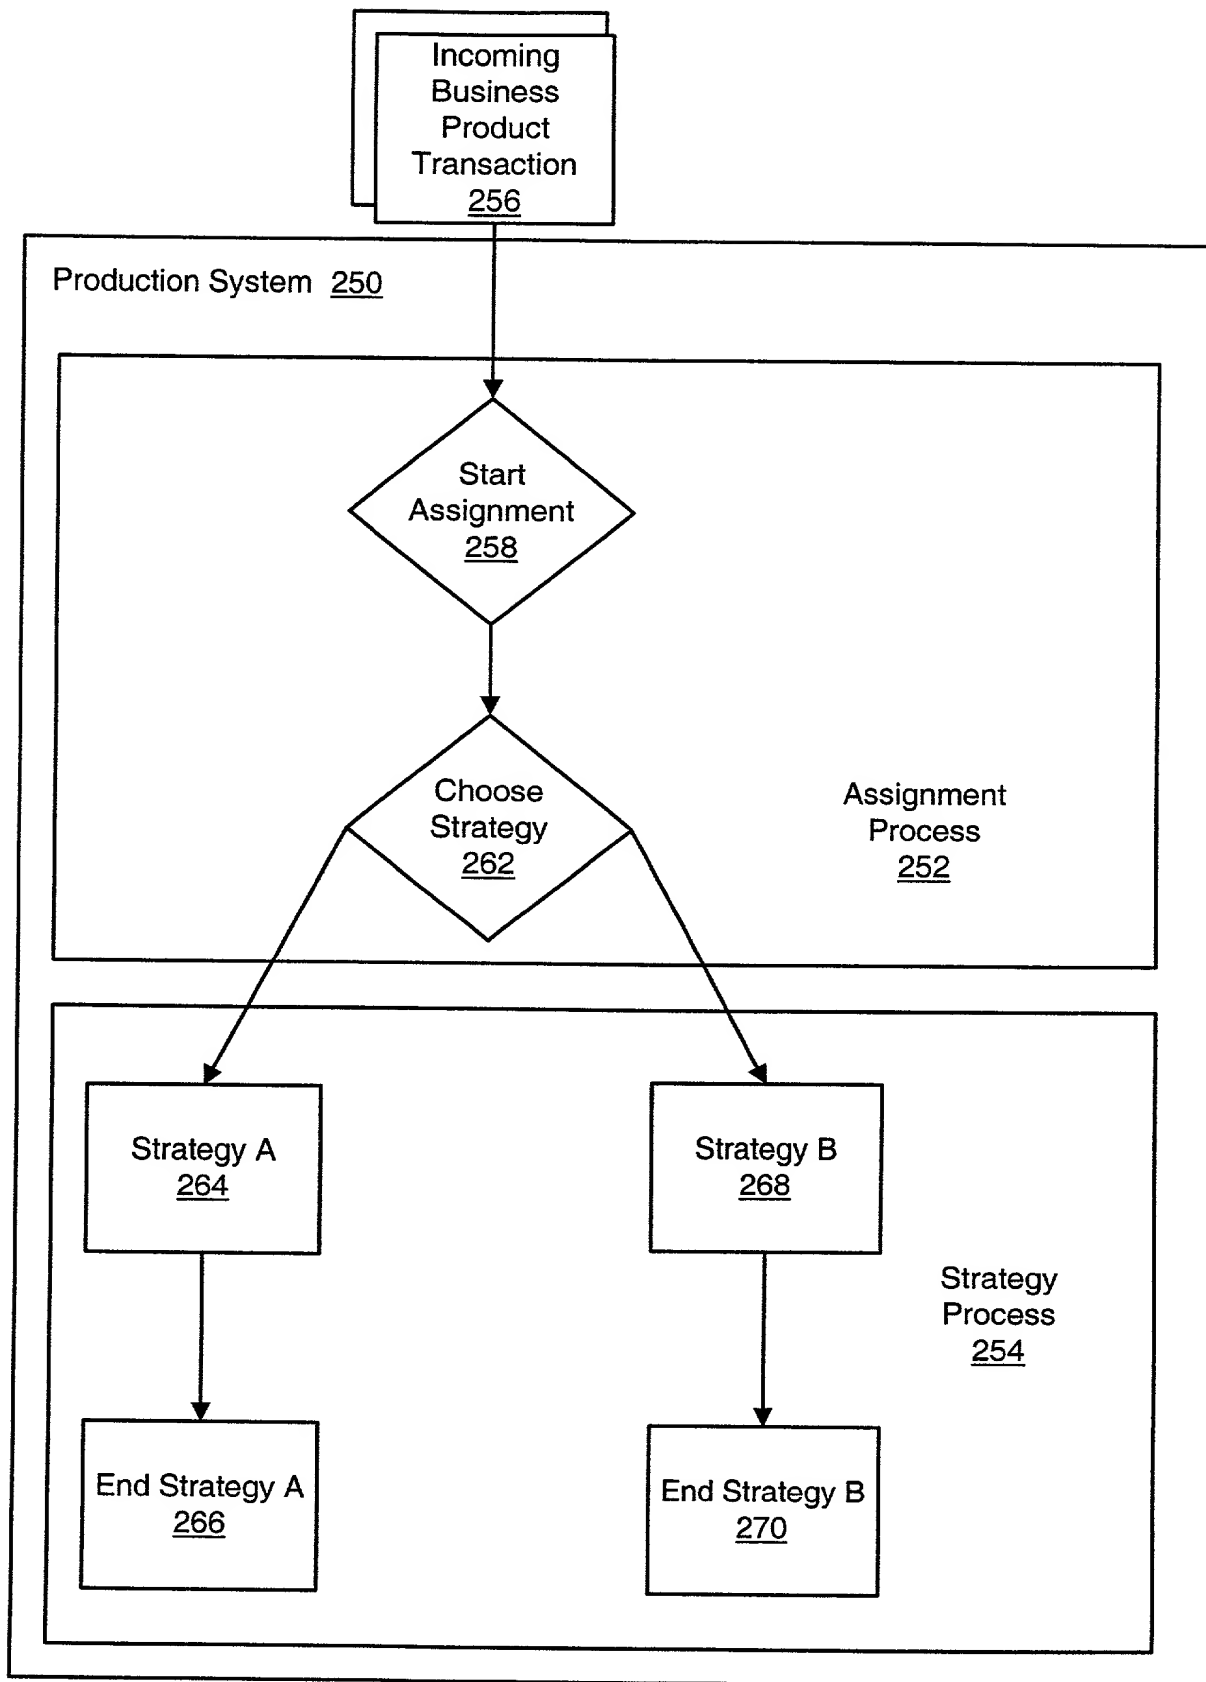 Incoming
Business
Product
Transaction
256
Production System 250
Start
Assignment
258
Choose
Strategy
262
Assignment
Process
252
Strategy A
264
Strategy B
268
Strategy
Process
254
End Strategy A
266
End Strategy B
270